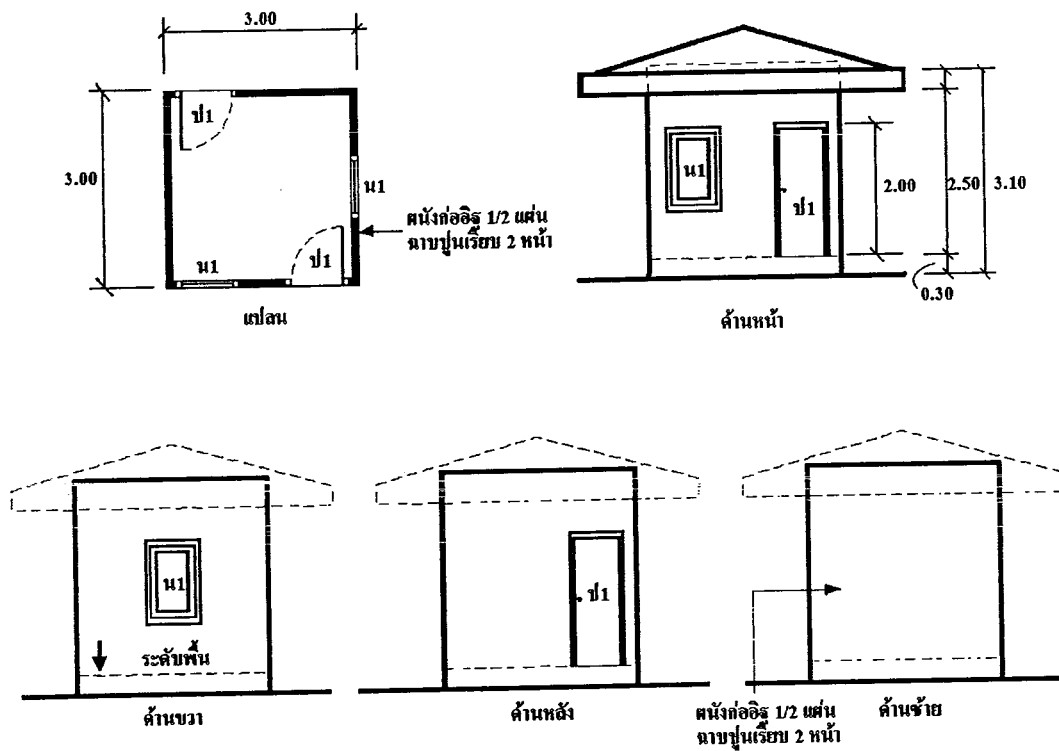 3.00
3.00
ป1
น1
ผนังก่ออิฐ 1/2 แผ่น
ฉาบปูนเรียบ 2 หน้า
น1
ป1
แปลน
น1
ป1
2.00
2.50
3.10
0.30
ด้านหน้า
น1
ระดับพื้น
ด้านขวา
ป1
ด้านหลัง
ผนังก่ออิฐ 1/2 แผ่น
ฉาบปูนเรียบ 2 หน้า
ด้านซ้าย